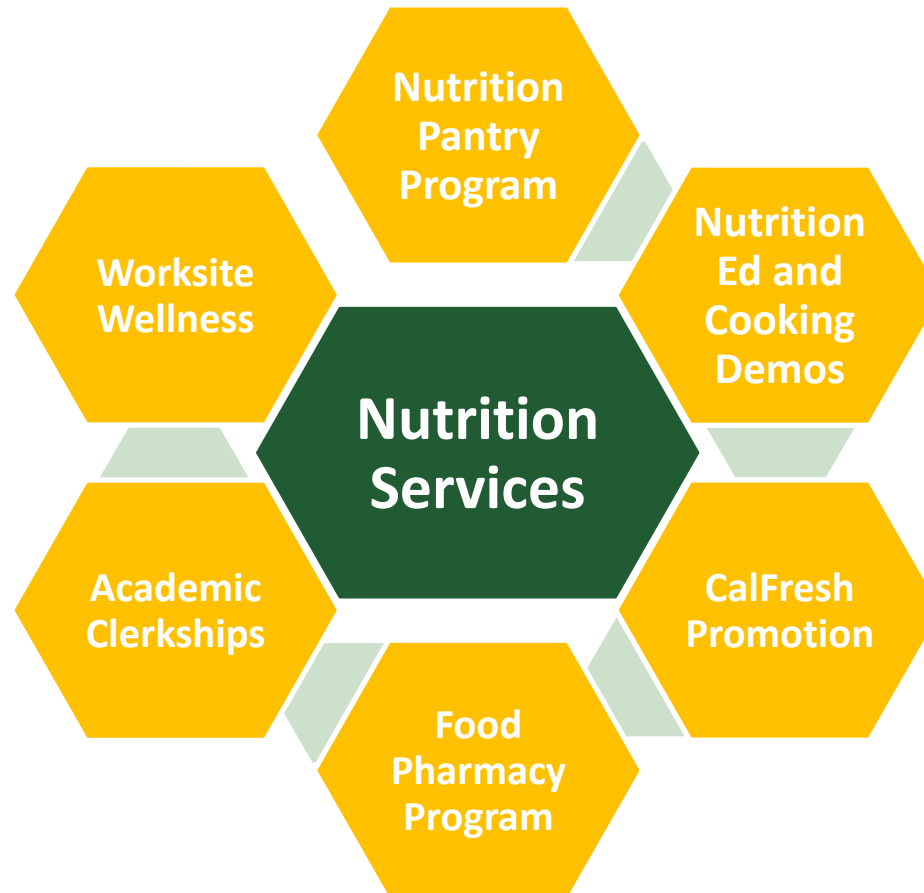 Nutrition
Pantry
Program
Nutrition
Ed and
Cooking
Demos
Worksite
Wellness
Nutrition
Services
Academic
Clerkships
CalFresh
Promotion
Food
Pharmacy
Program